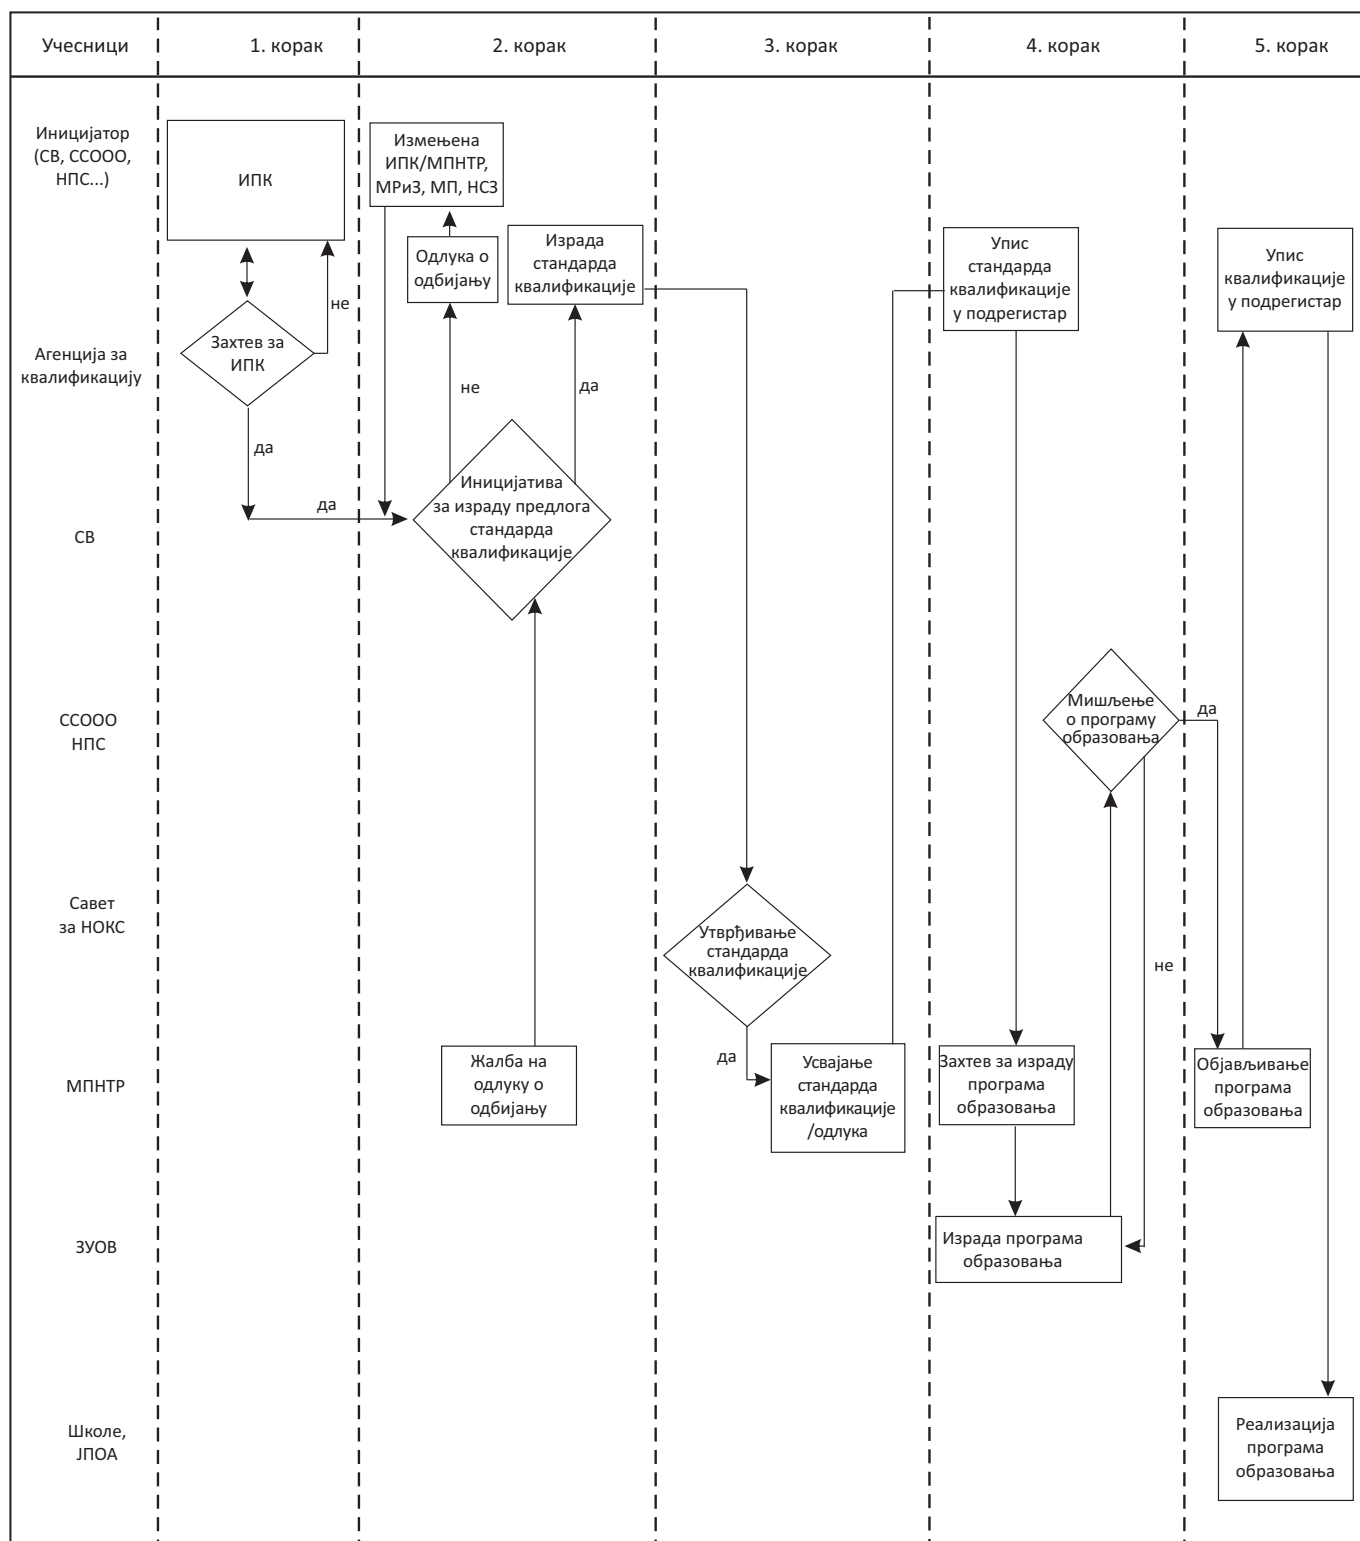 Учесници
1. корак
2. корак
3. корак
4. корак
5. корак
Иницијатор
(СВ, ССООО,
НПС...)
ИПК
Измењена
ИПК/МПНТР,
МРиЗ, МП, НСЗ
Одлука о
одбијању
Израда
стандарда
квалификације
Упис
стандарда
квалификације
у подрегистар
Упис
квалификације
у подрегистар
не
Захтев за
ИПК
Агенција за
квалификацију
не
да
да
Иницијатива
за израду предлога
стандарда
квалификације
да
СВ
ССООО
НПС
Мишљење
о програму
образовања
да
Савет
за НОКС
Утврђивање
стандарда
квалификације
не
МПНТР
Жалба на
одлуку о
одбијању
да
Усвајање
стандарда
квалификације
/одлука
Захтев за израду
програма
образовања
Објављивање
програма
образовања
ЗУОВ
Израда програма
образовања
Школе,
ЈПОА
Реализација
програма
образовања